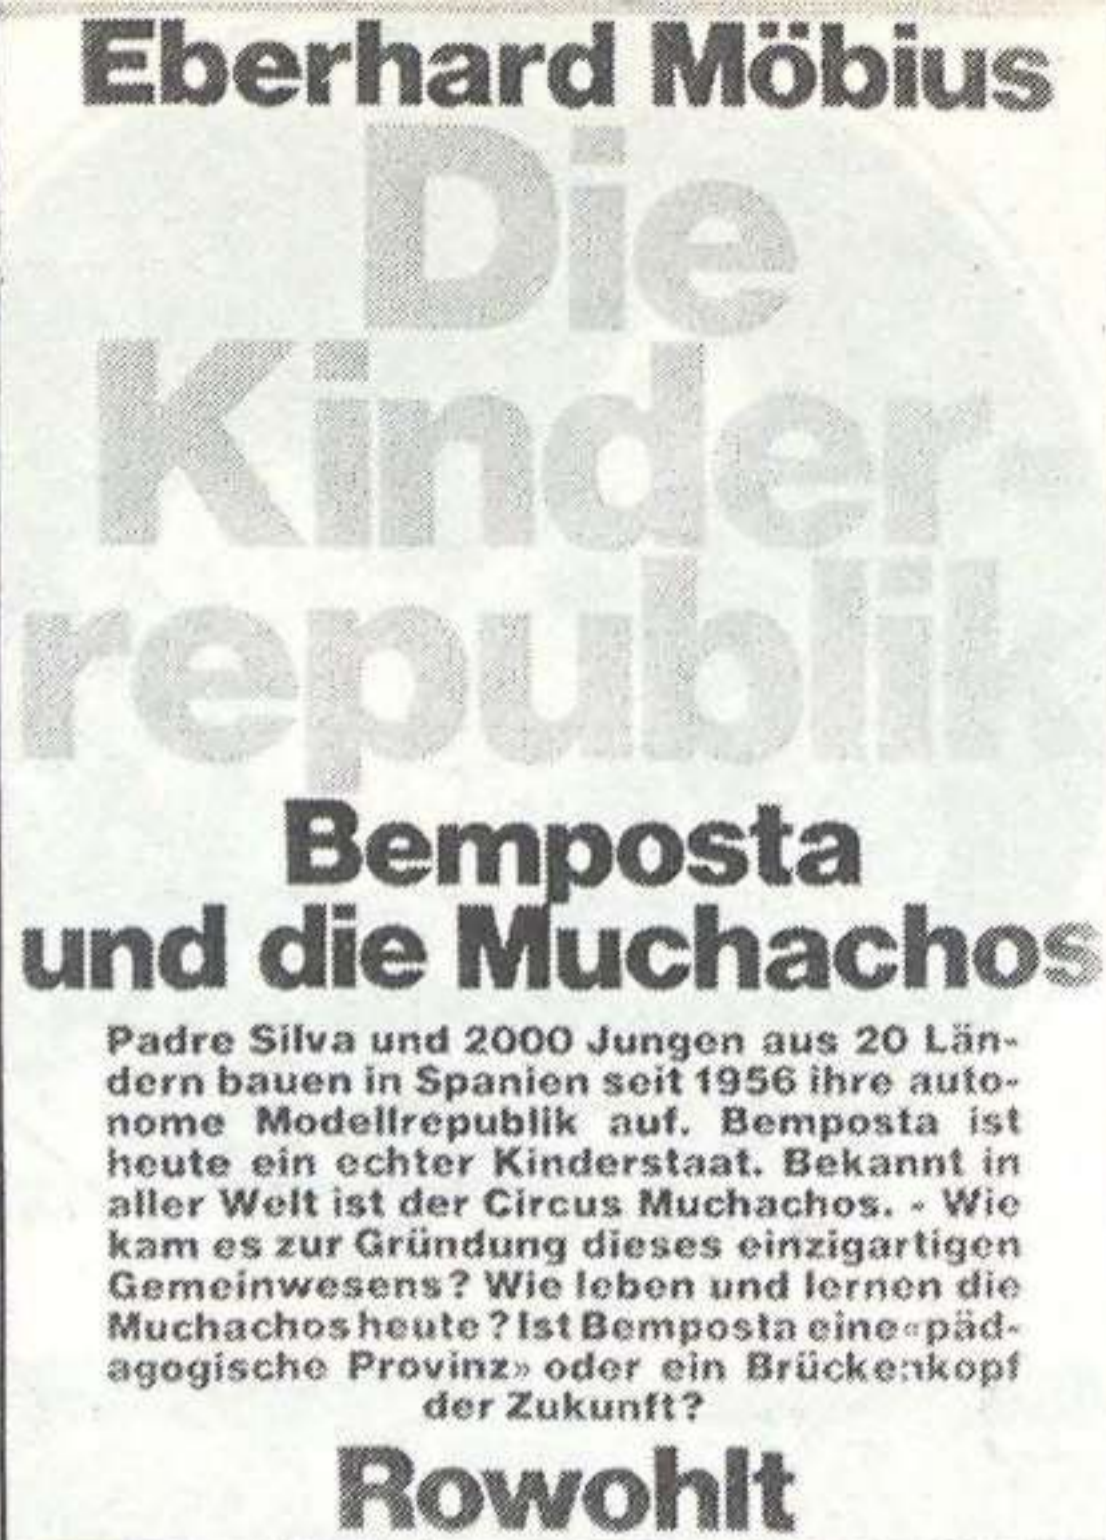 Eberhard Möbius
Die
Kinder-
republik
Bemposta
und die Muchachos
Padre Silva und 2000 Jungen aus 20 Län-
dern bauen in Spanien seit 1956 ihre auto-
nome Modellrepublik auf. Bemposta ist
heute ein echter Kinderstaat. Bekannt in
aller Welt ist der Circus Muchachos. - Wie
kam es zur Gründung dieses einzigartigen
Gemeinwesens? Wie leben und lernen die
Muchachos heute? Ist Bemposta eine «päd-
agogische Provinz» oder ein Brückenkopf
der Zukunft?
Rowohlt